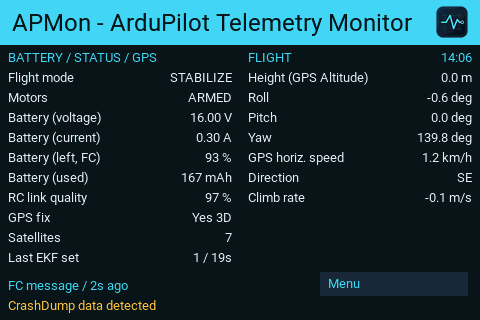 APMon - ArduPilot Telemetry Monitor
BATTERY / STATUS / GPS
Flight mode STABILIZE
Motors ARMED
Battery (voltage) 16.00 V
Battery (current) 0.30 A
Battery (left, FC) 93 %
Battery (used) 167 mAh
RC link quality 97 %
GPS fix Yes 3D
Satellites 7
Last EKF set 1 / 19s
FC message / 2s ago
CrashDump data detected
FLIGHT 14:06
Height (GPS Altitude) 0.0 m
Roll -0.6 deg
Pitch 0.0 deg
Yaw 139.8 deg
GPS horiz. speed 1.2 km/h
Direction SE
Climb rate -0.1 m/s
Menu